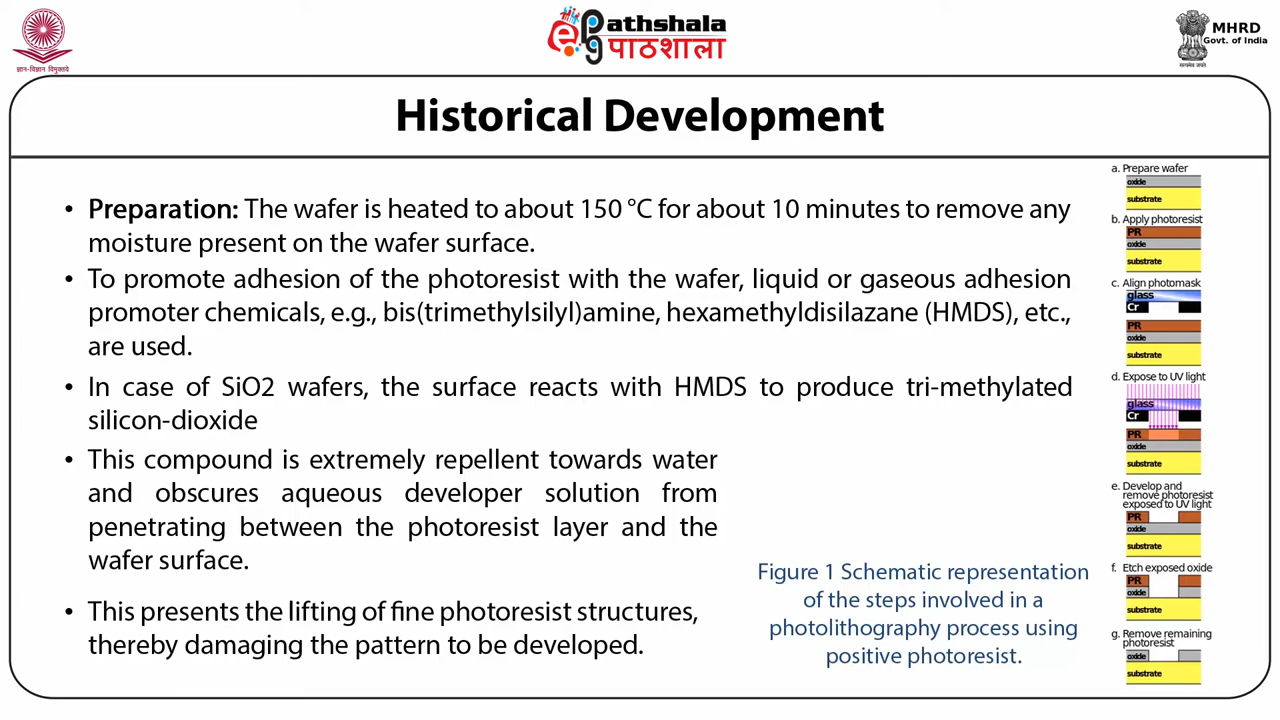 ज्ञान-विज्ञान विमुक्तये
epg
pathshala
पाठशाला
MHRD
Govt. of India
सत्यमेव जयते
Historical Development
• Preparation: The wafer is heated to about 150 °C for about 10 minutes to remove any
moisture present on the wafer surface.
• To promote adhesion of the photoresist with the wafer, liquid or gaseous adhesion
promoter chemicals, e.g., bis(trimethylsilyl)amine, hexamethyldisilazane (HMDS), etc.,
are used.
• In case of SiO2 wafers, the surface reacts with HMDS to produce tri-methylated
silicon-dioxide
• This compound is extremely repellent towards water
and obscures aqueous developer solution from
penetrating between the photoresist layer and the
wafer surface.
• This presents the lifting of fine photoresist structures,
thereby damaging the pattern to be developed.
Figure 1 Schematic representation
of the steps involved in a
photolithography process using
positive photoresist.
a. Prepare wafer
oxide
substrate
b. Apply photoresist
PR
oxide
substrate
c. Align photomask
glass
Cr
PR
oxide
substrate
d. Expose to UV light
glass
Cr
PR
oxide
substrate
e. Develop and
remove photoresist
exposed to UV light
PR
oxide
substrate
f. Etch exposed oxide
PR
oxide
substrate
g. Remove remaining
photoresist
oxide
substrate